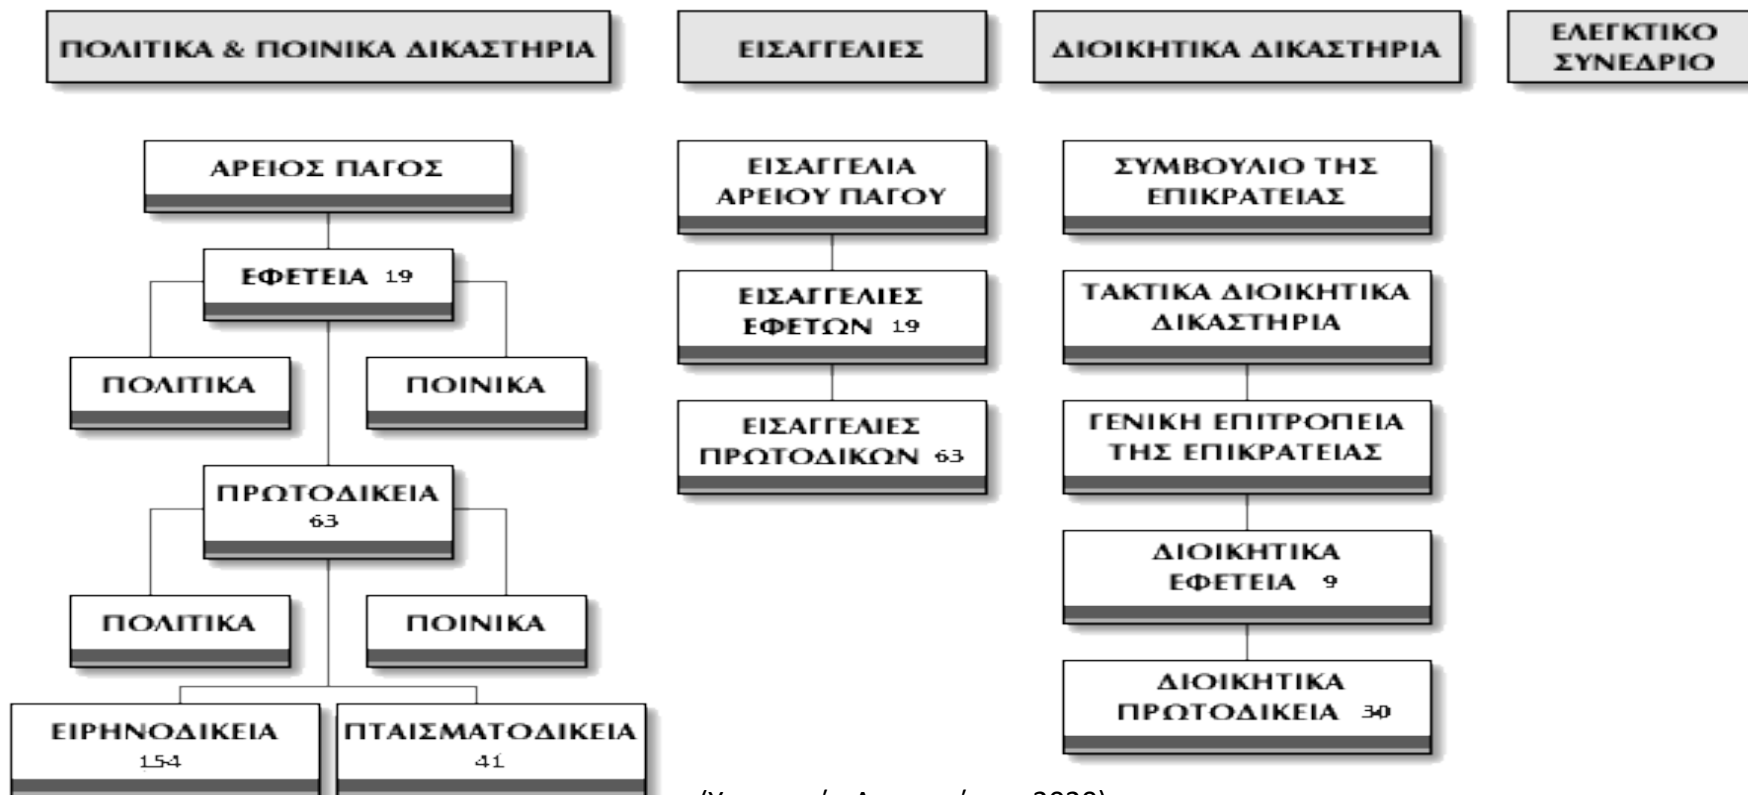 ΠΟΛΙΤΙΚΑ & ΠΟΙΝΙΚΑ ΔΙΚΑΣΤΗΡΙΑ
ΑΡΕΙΟΣ ΠΑΓΟΣ
ΕΦΕΤΕΙΑ 19
ΠΟΛΙΤΙΚΑ
ΠΟΙΝΙΚΑ
ΠΡΩΤΟΔΙΚΕΙΑ
63
ΠΟΛΙΤΙΚΑ
ΠΟΙΝΙΚΑ
ΕΙΡΗΝΟΔΙΚΕΙΑ
154
ΠΤΑΙΣΜΑΤΟΔΙΚΕΙΑ
41
ΕΙΣΑΓΓΕΛΙΕΣ
ΕΙΣΑΓΓΕΛΙΑ
ΑΡΕΙΟΥ ΠΑΓΟΥ
ΕΙΣΑΓΓΕΛΙΕΣ
ΕΦΕΤΩΝ 19
ΕΙΣΑΓΓΕΛΙΕΣ
ΠΡΩΤΟΔΙΚΩΝ 63
ΔΙΟΙΚΗΤΙΚΑ ΔΙΚΑΣΤΗΡΙΑ
ΣΥΜΒΟΥΛΙΟ ΤΗΣ
ΕΠΙΚΡΑΤΕΙΑΣ
ΤΑΚΤΙΚΑ ΔΙΟΙΚΗΤΙΚΑ
ΔΙΚΑΣΤΗΡΙΑ
ΓΕΝΙΚΗ ΕΠΙΤΡΟΠΕΙΑ
ΤΗΣ ΕΠΙΚΡΑΤΕΙΑΣ
ΔΙΟΙΚΗΤΙΚΑ
ΕΦΕΤΕΙΑ 9
ΔΙΟΙΚΗΤΙΚΑ
ΠΡΩΤΟΔΙΚΕΙΑ 30
ΕΛΕΓΚΤΙΚΟ
ΣΥΝΕΔΡΙΟ